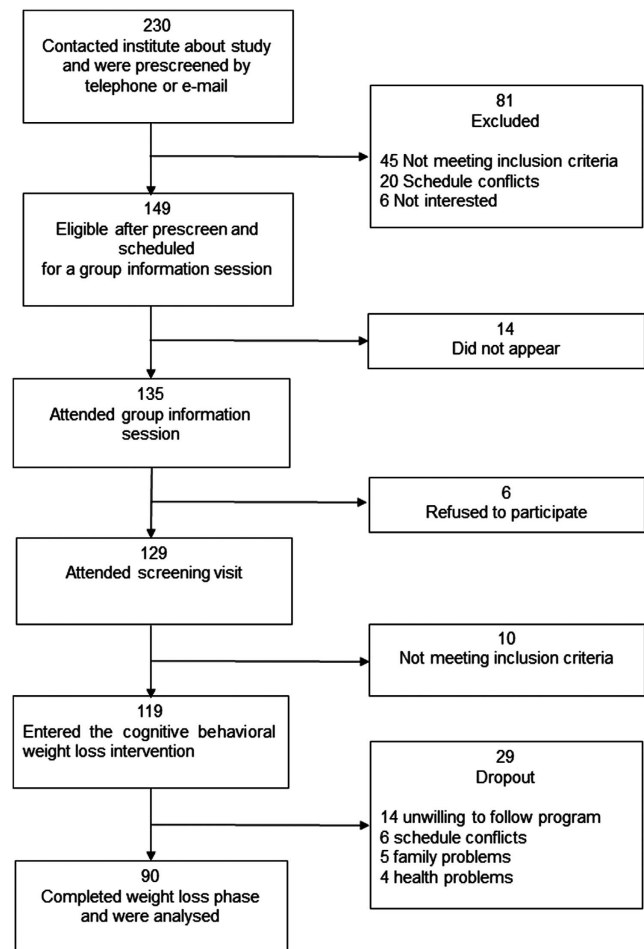 230
Contacted institute about study
and were prescreened by
telephone or e-mail
81
Excluded
45 Not meeting inclusion criteria
20 Schedule conflicts
6 Not interested
149
Eligible after prescreen and
scheduled
for a group information session
14
Did not appear
135
Attended group information
session
6
Refused to participate
129
Attended screening visit
10
Not meeting inclusion criteria
119
Entered the cognitive behavioral
weight loss intervention
29
Dropout
14 unwilling to follow program
6 schedule conflicts
5 family problems
4 health problems
90
Completed weight loss phase
and were analysed